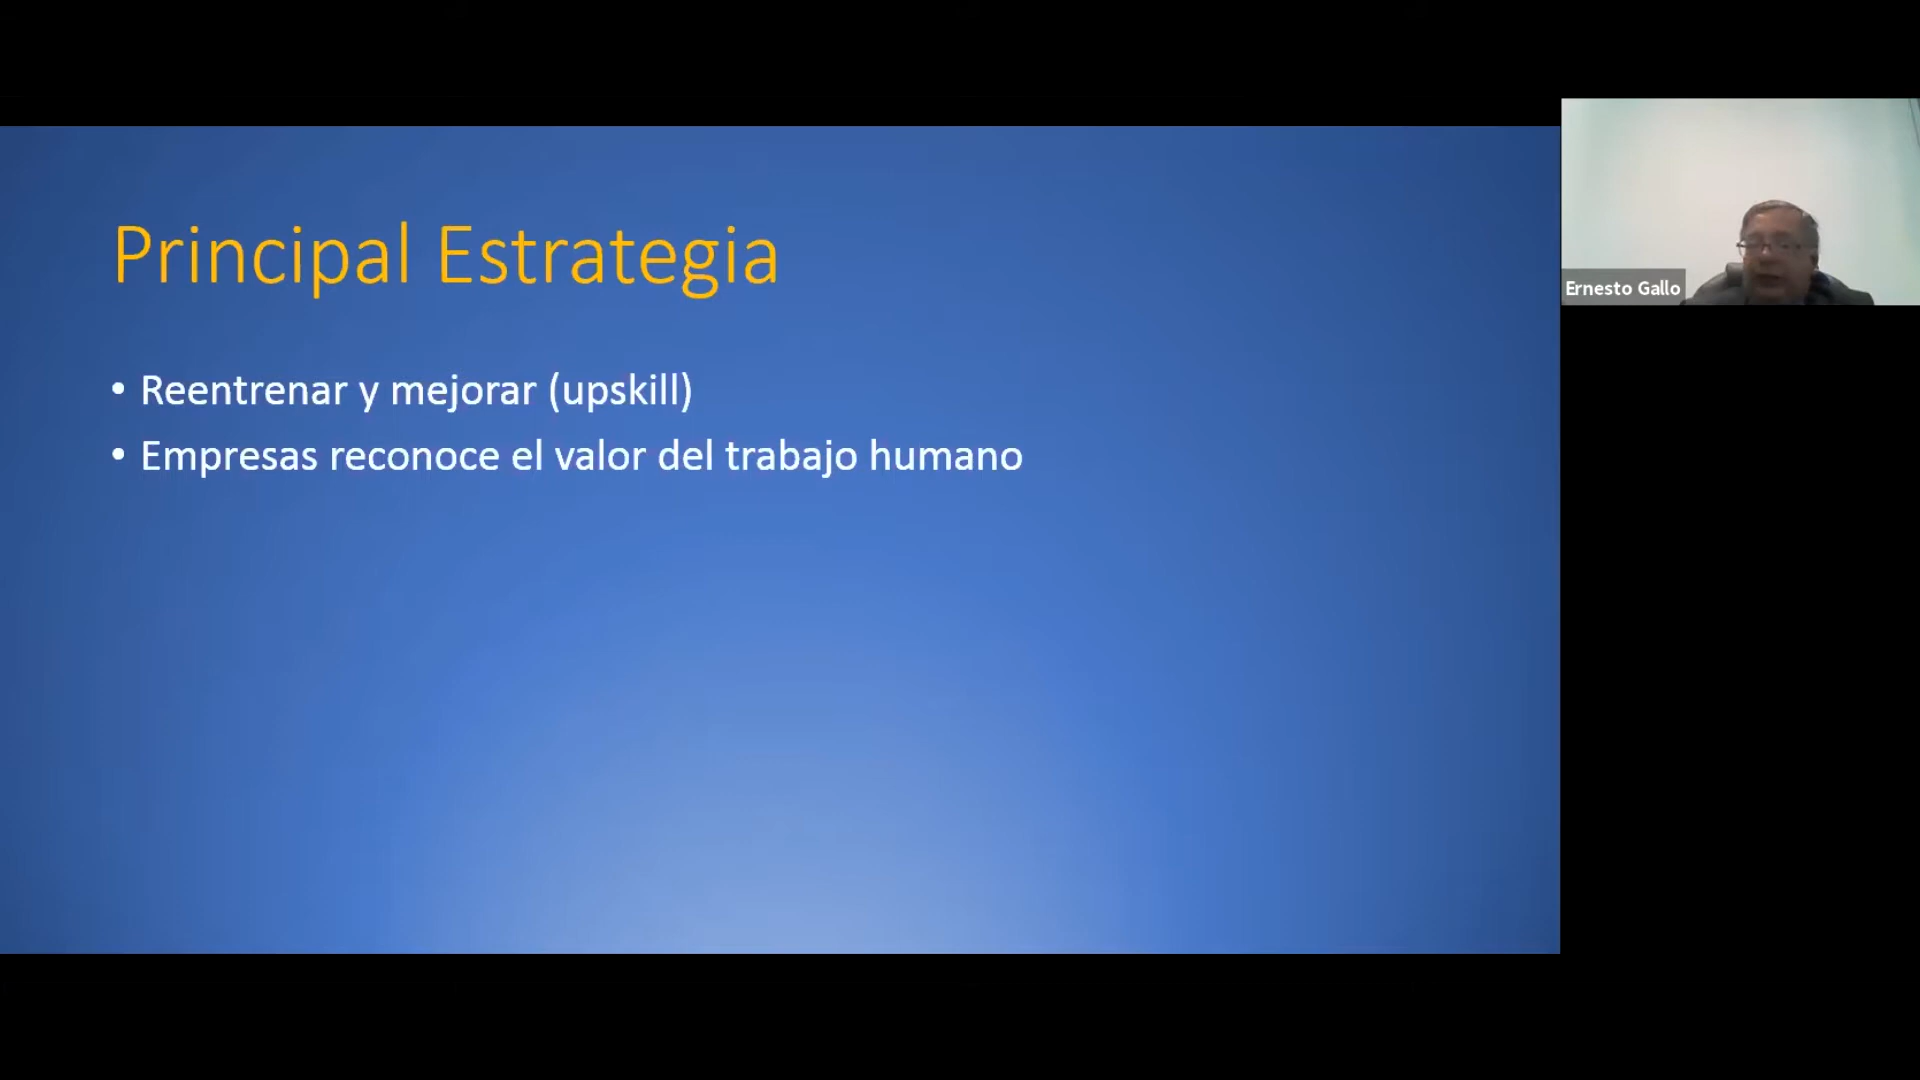 Principal Estrategia
• Reentrenar y mejorar (upskill)
• Empresas reconoce el valor del trabajo humano
Ernesto Gallo